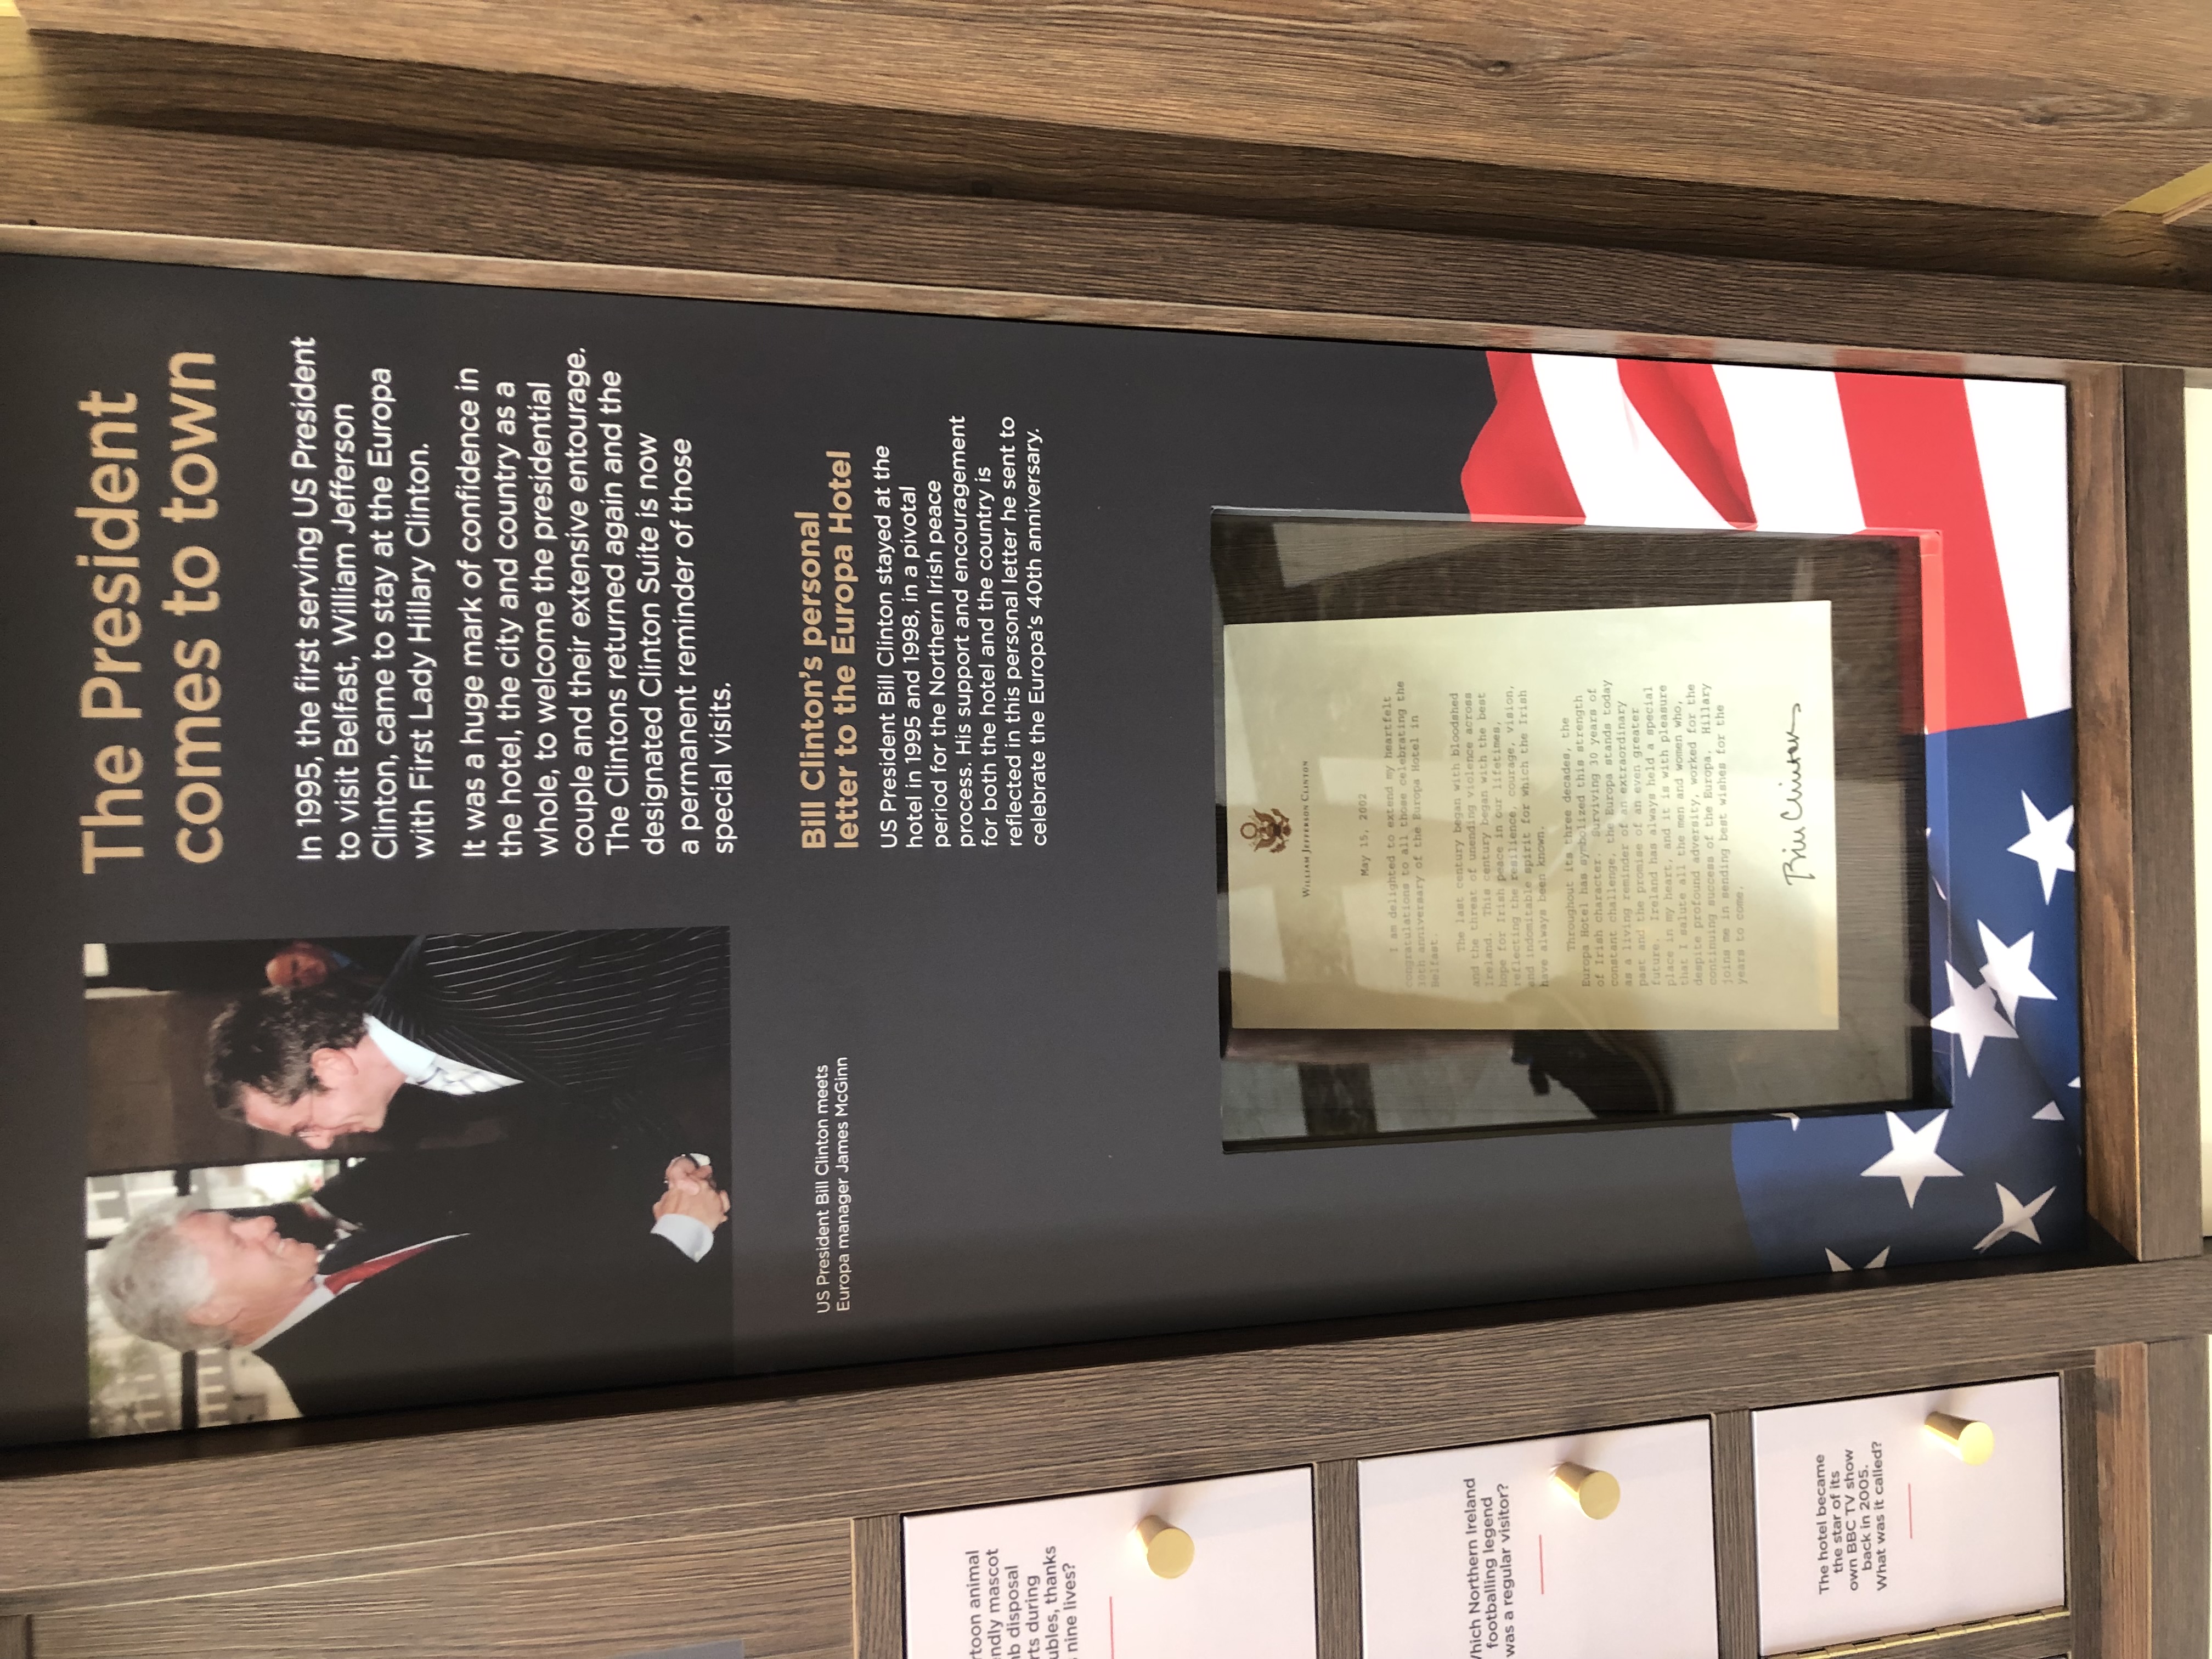 The President
comes to town
In 1995, the first serving US President
to visit Belfast, William Jefferson
Clinton, came to stay at the Europa
with First Lady Hillary Clinton.
It was a huge mark of confidence in
the hotel, the city and country as a
whole, to welcome the presidential
couple and their extensive entourage.
The Clintons returned again and the
designated Clinton Suite is now
a permanent reminder of those
special visits.
US President Bill Clinton meets
Europa manager James McGinn
Bill Clinton's personal
letter to the Europa Hotel
US President Bill Clinton stayed at the
hotel in 1995 and 1998, in a pivotal
period for the Northern Irish peace
process. His support and encouragement
for both the hotel and the country is
reflected in this personal letter he sent to
celebrate the Europa's 40th anniversary.
WILLIAM JEFFERSON CLINTON
May 15, 2002
I am delighted to extend my heartfelt
congratulations to all those celebrating the
30th anniversary of the Europa Hotel in
Belfast.
The last century began with bloodshed
and the threat of unending violence across
Ireland. This century began with the best
hope for Irish peace in our lifetimes,
reflecting the resilience, courage, vision,
and indomitable spirit for which the Irish
have always been known.
Throughout its three decades, the
Europa Hotel has symbolized this strength
of Irish character. Surviving 30 years of
constant challenge, the Europa stands today
as a living reminder of an extraordinary
past and the promise of an even greater
future. Ireland has always held a special
place in my heart, and it is with pleasure
that I salute all the men and women who,
despite profound adversity, worked for the
continuing success of the Europa. Hillary
joins me in sending best wishes for the
years to come.
Bill Clinton
rtoon animal
endly mascot
mb disposal
rts during
ubles, thanks
s nine lives?
Which Northern Ireland
footballing legend
was a regular visitor?
The hotel became
the star of its
own BBC TV show
back in 2005.
What was it called?